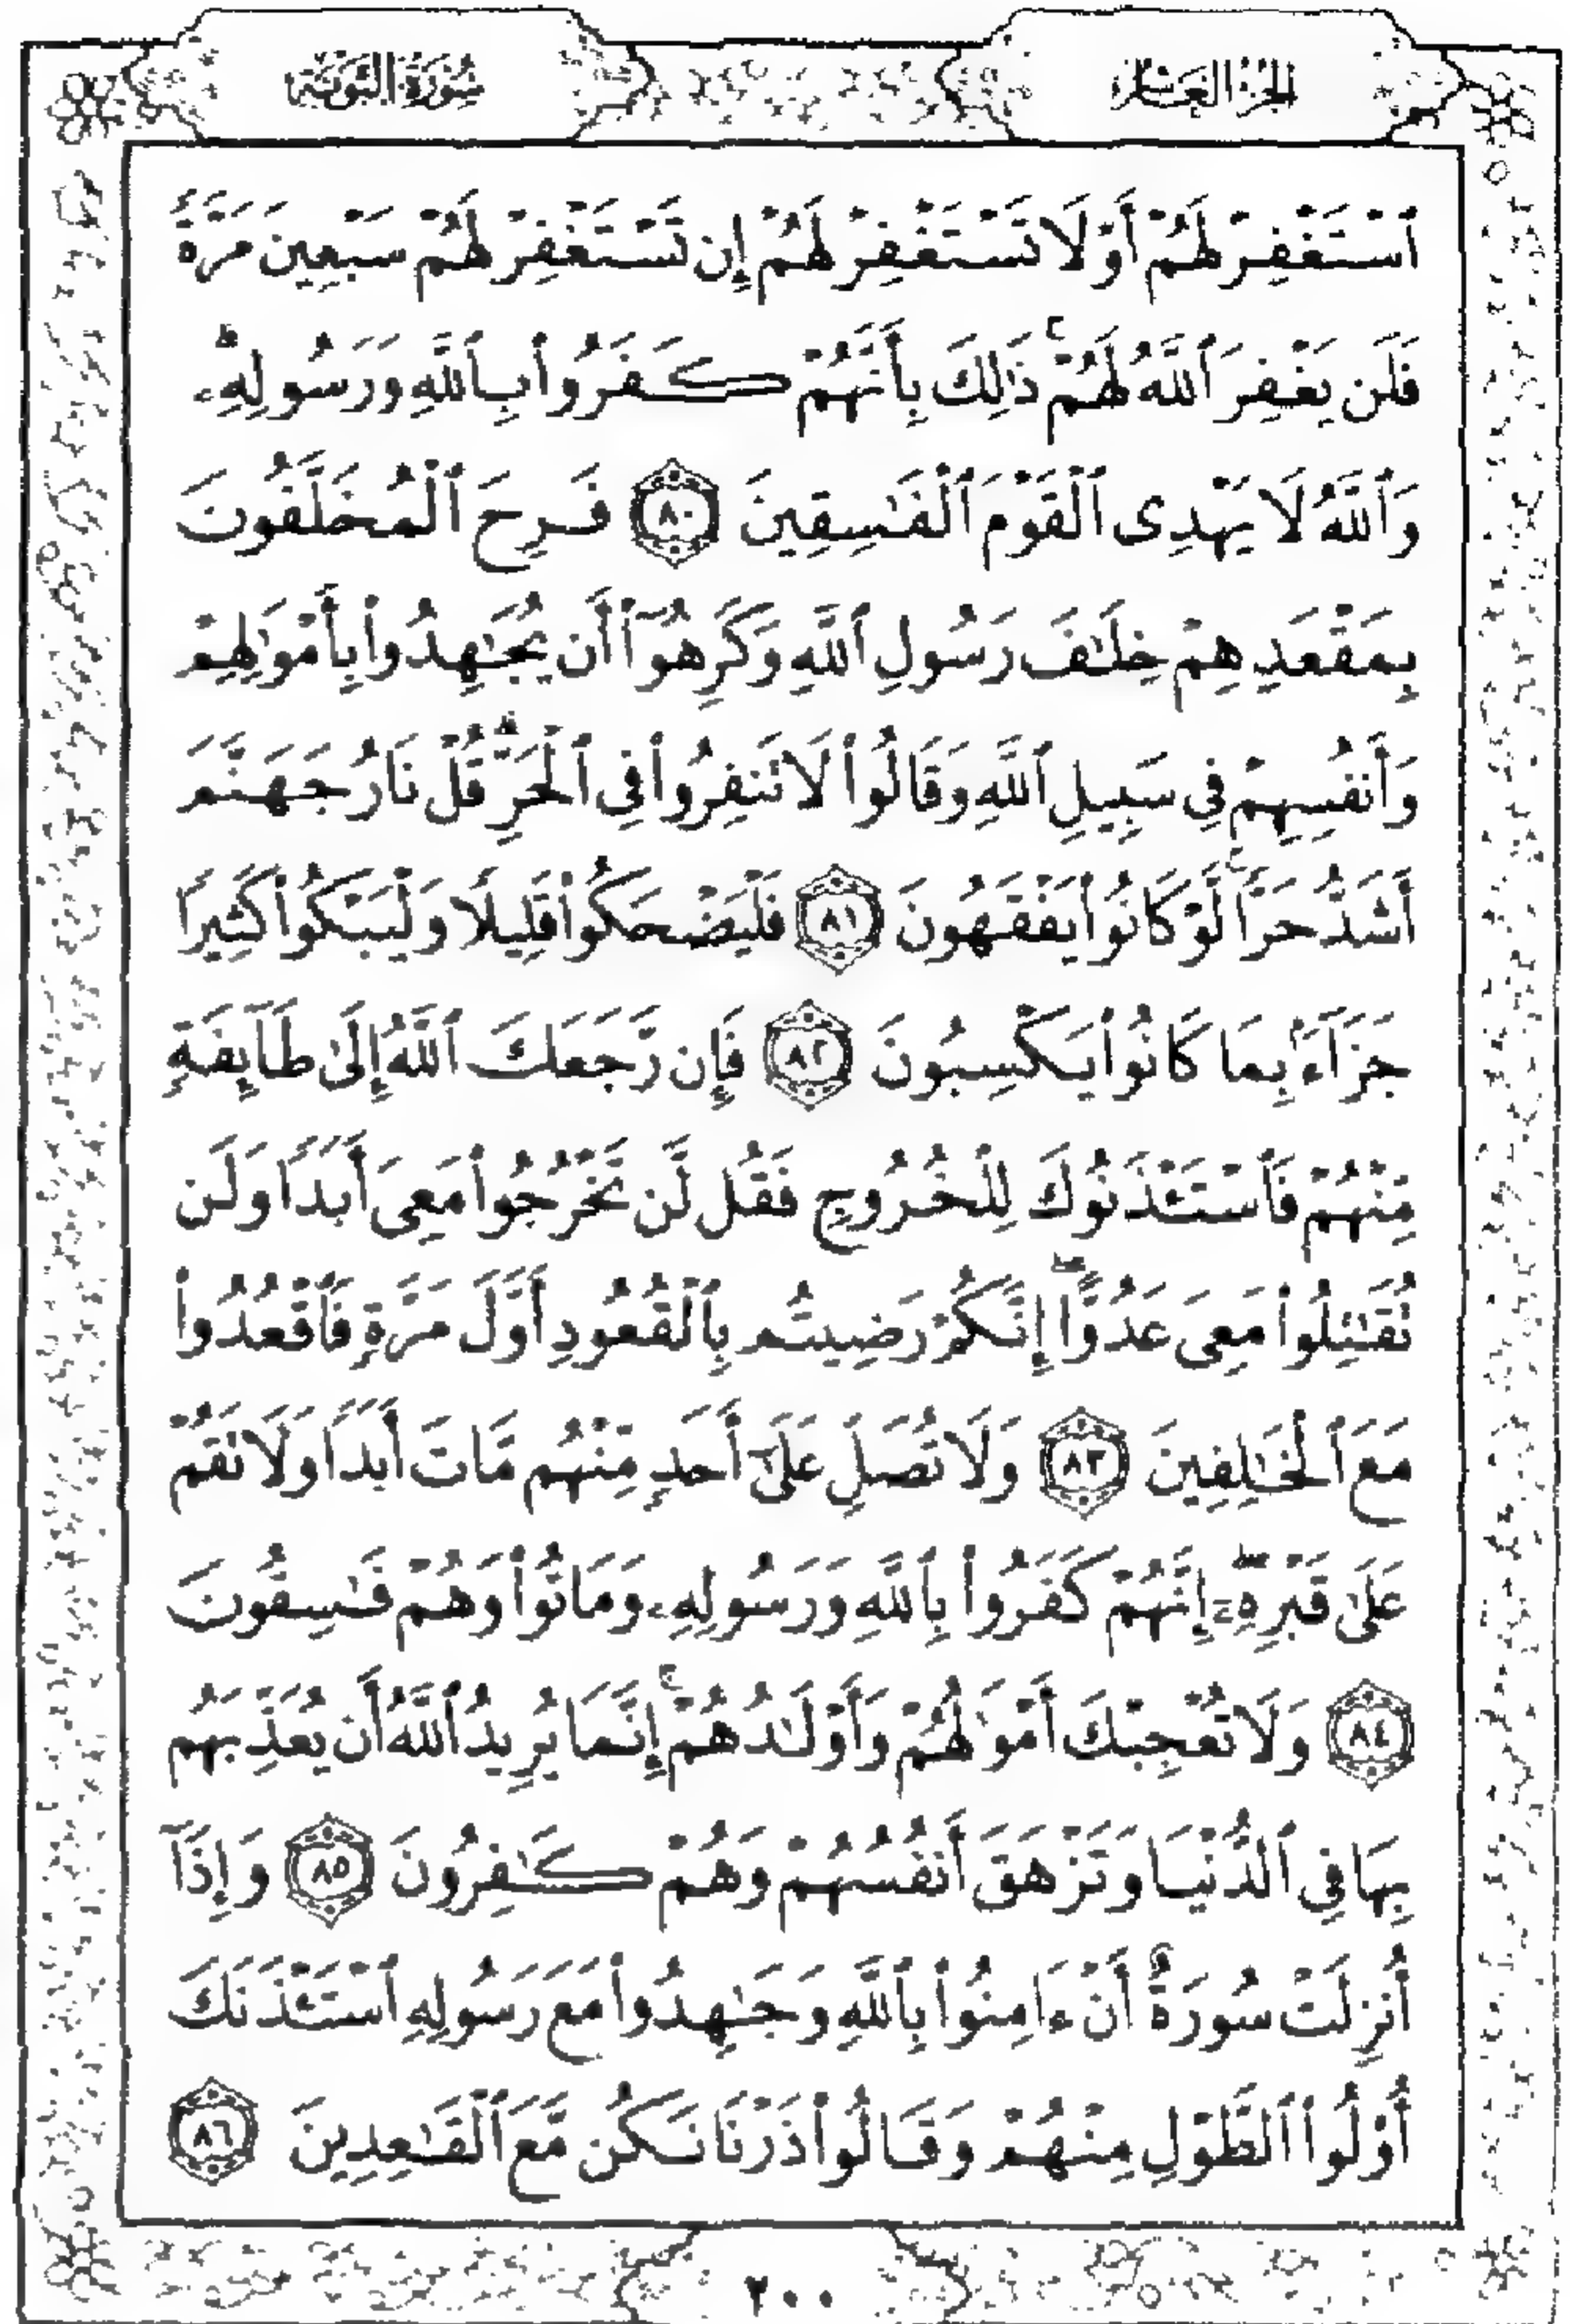 الجزء العاشر
سورة التوبة
ٱسۡتَغۡفِرۡ لَهُمۡ أَوۡ لَا تَسۡتَغۡفِرۡ لَهُمۡ إِن تَسۡتَغۡفِرۡ لَهُمۡ سَبۡعِينَ مَرَّةٗ
فَلَن يَغۡفِرَ ٱللَّهُ لَهُمۡۚ ذَٰلِكَ بِأَنَّهُمۡ كَفَرُواْ بِٱللَّهِ وَرَسُولِهِۦۗ
وَٱللَّهُ لَا يَهۡدِي ٱلۡقَوۡمَ ٱلۡفَٰسِقِينَ ٨٠ فَرِحَ ٱلۡمُخَلَّفُونَ
بِمَقۡعَدِهِمۡ خِلَٰفَ رَسُولِ ٱللَّهِ وَكَرِهُوٓاْ أَن يُجَٰهِدُواْ بِأَمۡوَٰلِهِمۡ
وَأَنفُسِهِمۡ فِي سَبِيلِ ٱللَّهِ وَقَالُواْ لَا تَنفِرُواْ فِي ٱلۡحَرِّۗ قُلۡ نَارُ جَهَنَّمَ
أَشَدُّ حَرّٗاۚ لَّوۡ كَانُواْ يَفۡقَهُونَ ٨١ فَلۡيَضۡحَكُواْ قَلِيلٗا وَلۡيَبۡكُواْ كَثِيرٗا
جَزَآءَۢ بِمَا كَانُواْ يَكۡسِبُونَ ٨٢ فَإِن رَّجَعَكَ ٱللَّهُ إِلَىٰ طَآئِفَةٖ
مِّنۡهُمۡ فَٱسۡتَـٔۡذَنُوكَ لِلۡخُرُوجِ فَقُل لَّن تَخۡرُجُواْ مَعِيَ أَبَدٗا وَلَن
تُقَٰتِلُواْ مَعِيَ عَدُوًّاۖ إِنَّكُمۡ رَضِيتُم بِٱلۡقُعُودِ أَوَّلَ مَرَّةٖ فَٱقۡعُدُواْ
مَعَ ٱلۡخَٰلِفِينَ ٨٣ وَلَا تُصَلِّ عَلَىٰٓ أَحَدٖ مِّنۡهُم مَّاتَ أَبَدٗا وَلَا تَقُمۡ
عَلَىٰ قَبۡرِهِۦٓۖ إِنَّهُمۡ كَفَرُواْ بِٱللَّهِ وَرَسُولِهِۦ وَمَاتُواْ وَهُمۡ فَٰسِقُونَ
٨٤ وَلَا تُعۡجِبۡكَ أَمۡوَٰلُهُمۡ وَأَوۡلَٰدُهُمۡۚ إِنَّمَا يُرِيدُ ٱللَّهُ أَن يُعَذِّبَهُم
بِهَا فِي ٱلدُّنۡيَا وَتَزۡهَقَ أَنفُسُهُمۡ وَهُمۡ كَٰفِرُونَ ٨٥ وَإِذَآ
أُنزِلَتۡ سُورَةٌ أَنۡ ءَامِنُواْ بِٱللَّهِ وَجَٰهِدُواْ مَعَ رَسُولِهِ ٱسۡتَـٔۡذَنَكَ
أُوْلُواْ ٱلطَّوۡلِ مِنۡهُمۡ وَقَالُواْ ذَرۡنَا نَكُن مَّعَ ٱلۡقَٰعِدِينَ ٨٦
٢٠٠